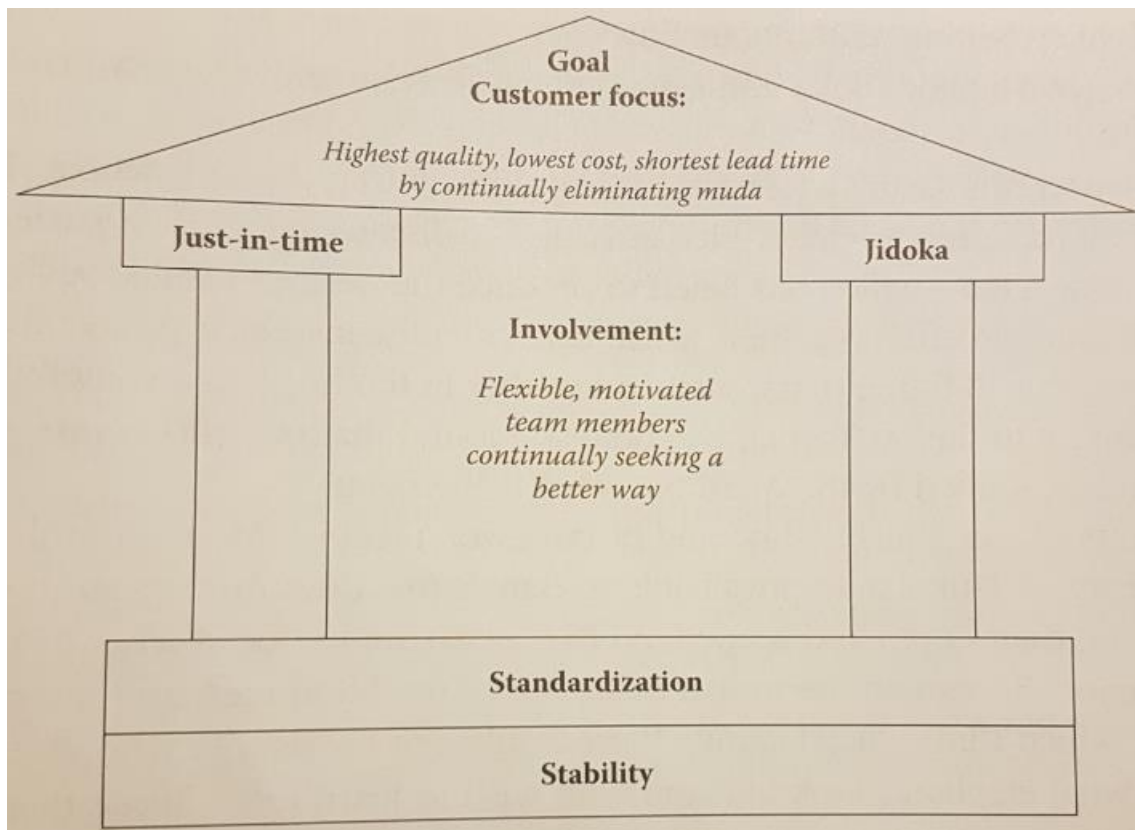 Goal
Customer focus:
Highest quality, lowest cost, shortest lead time
by continually eliminating muda
Just-in-time
Jidoka
Involvement:
Flexible, motivated
team members
continually seeking a
better way
Standardization
Stability